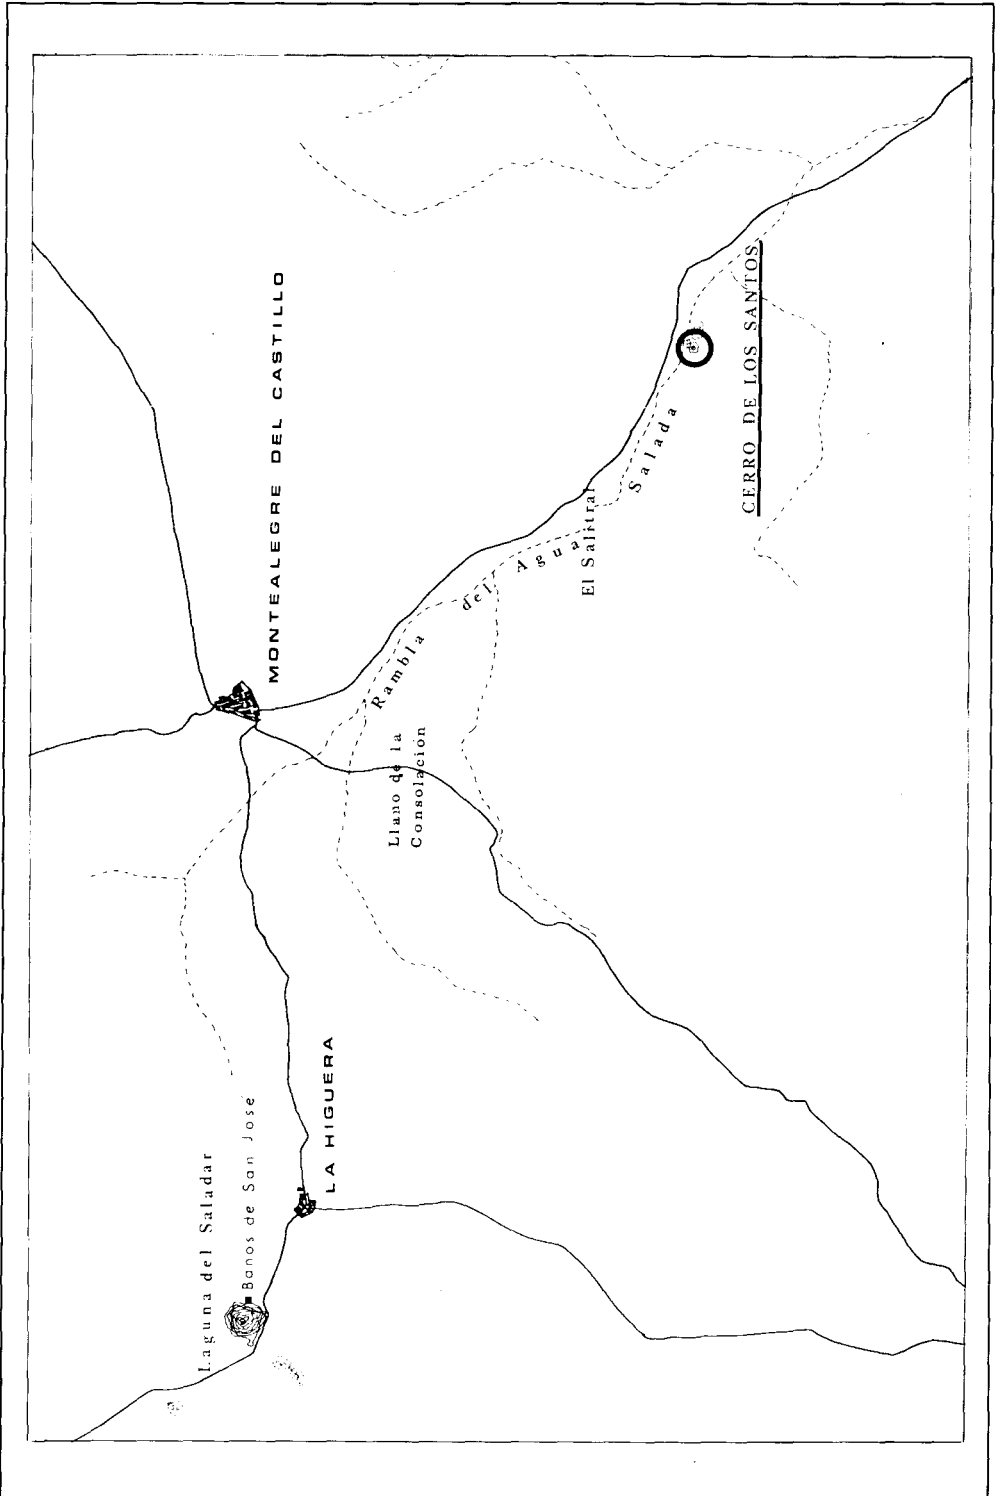 MONTEALEGRE DEL CASTILLO
CERRO DE LOS SANTOS
Rambla del Agua Salada
El Salitral
Llano de la
Consolación
LA HIGUERA
Laguna del Saladar
Banos de San Jose